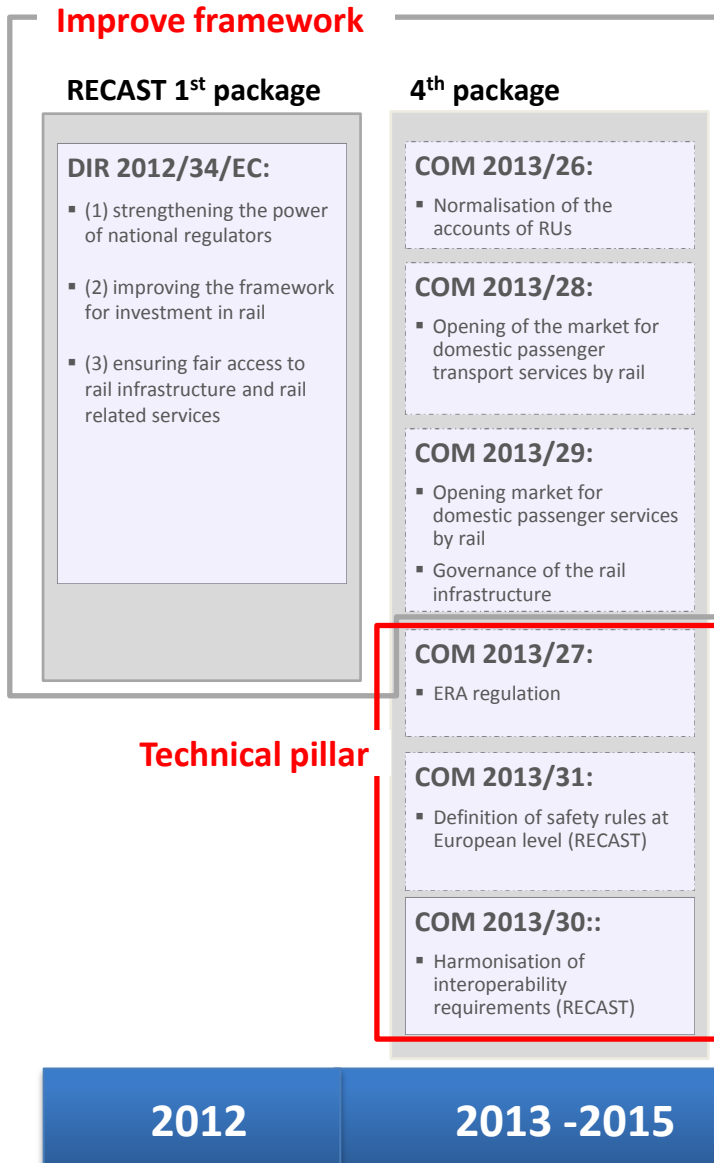 Improve framework
RECAST 1st package
DIR 2012/34/EC:
▪ (1) strengthening the power
of national regulators
▪ (2) improving the framework
for investment in rail
▪ (3) ensuring fair access to
rail infrastructure and rail
related services
4th package
COM 2013/26:
▪ Normalisation of the
accounts of RUs
COM 2013/28:
▪ Opening of the market for
domestic passenger
transport services by rail
COM 2013/29:
▪ Opening market for
domestic passenger services
by rail
▪ Governance of the rail
infrastructure
Technical pillar
COM 2013/27:
▪ ERA regulation
COM 2013/31:
▪ Definition of safety rules at
European level (RECAST)
COM 2013/30::
▪ Harmonisation of
interoperability
requirements (RECAST)
2012
2013 -2015